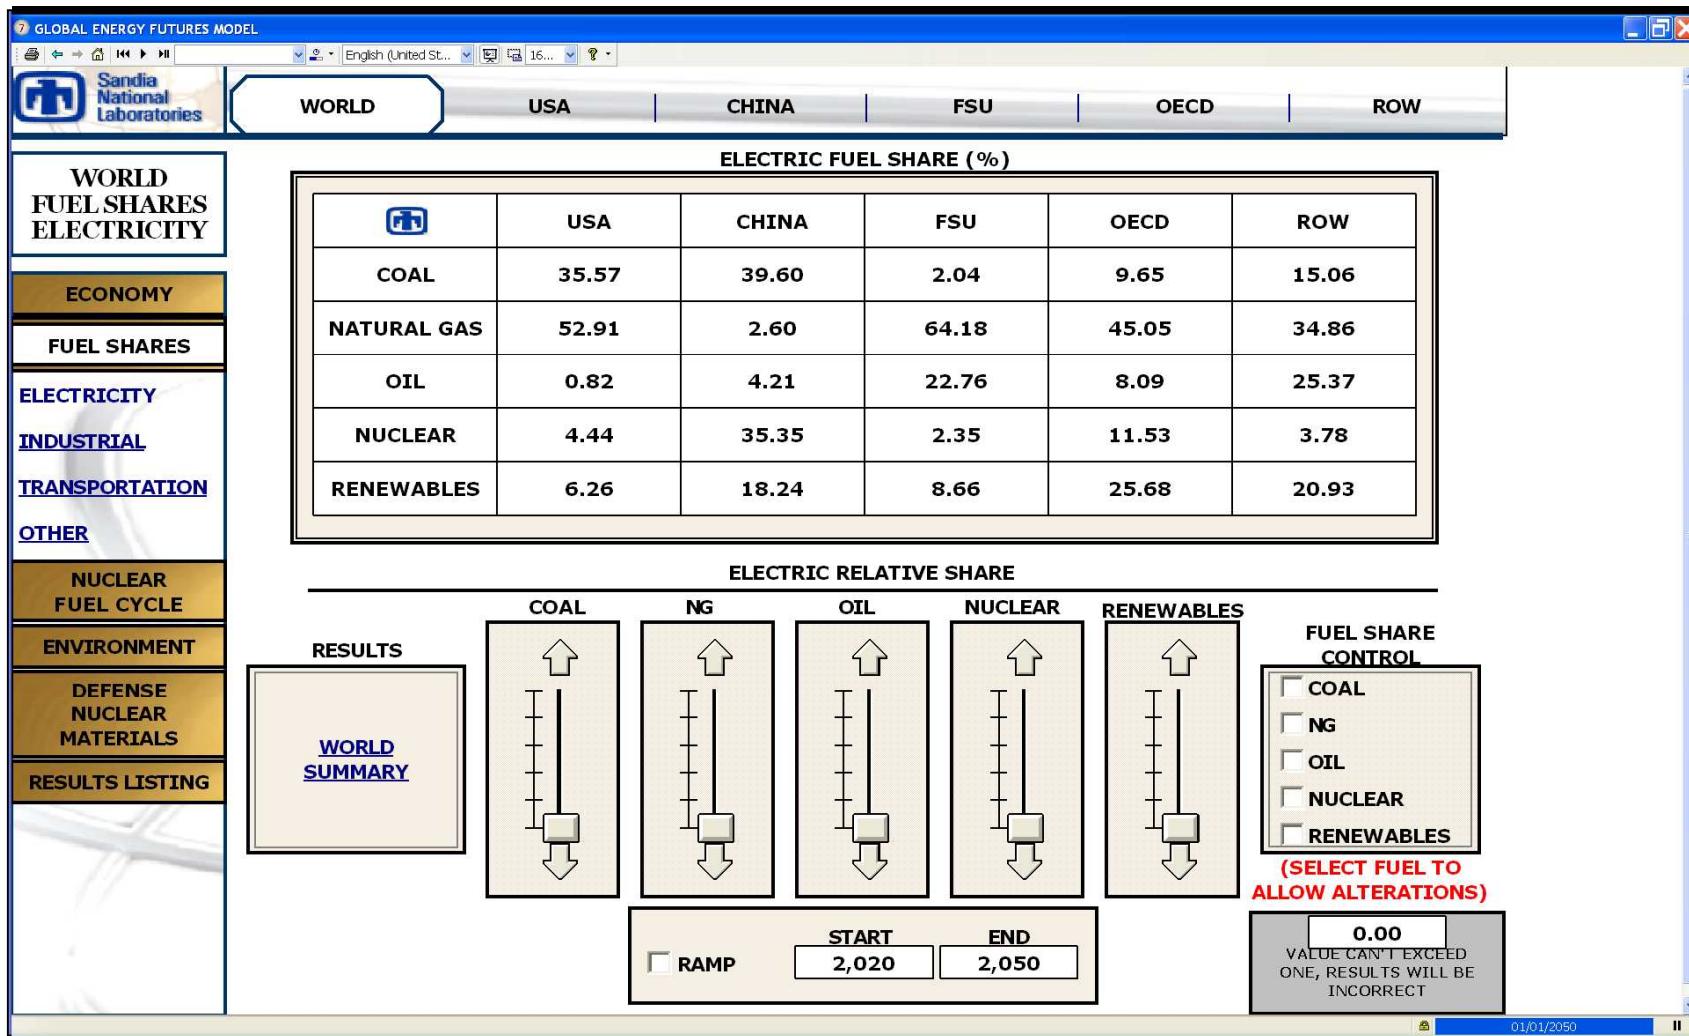 GLOBAL ENERGY FUTURES MODEL
English (United St... 16...
Sandia
National
Laboratories
WORLD USA CHINA FSU OECD ROW
WORLD
FUEL SHARES
ELECTRICITY
ECONOMY
FUEL SHARES
ELECTRICITY
INDUSTRIAL
TRANSPORTATION
OTHER
NUCLEAR
FUEL CYCLE
ENVIRONMENT
DEFENSE
NUCLEAR
MATERIALS
RESULTS LISTING
ELECTRIC FUEL SHARE (%)
USA CHINA FSU OECD ROW
COAL 35.57 39.60 2.04 9.65 15.06
NATURAL GAS 52.91 2.60 64.18 45.05 34.86
OIL 0.82 4.21 22.76 8.09 25.37
NUCLEAR 4.44 35.35 2.35 11.53 3.78
RENEWABLES 6.26 18.24 8.66 25.68 20.93
ELECTRIC RELATIVE SHARE
COAL NG OIL NUCLEAR RENEWABLES
RESULTS
WORLD
SUMMARY
FUEL SHARE
CONTROL
COAL
NG
OIL
NUCLEAR
RENEWABLES
(SELECT FUEL TO
ALLOW ALTERATIONS)
START END
RAMP 2,020 2,050
0.00
VALUE CAN'T EXCEED
ONE, RESULTS WILL BE
INCORRECT
01/01/2050